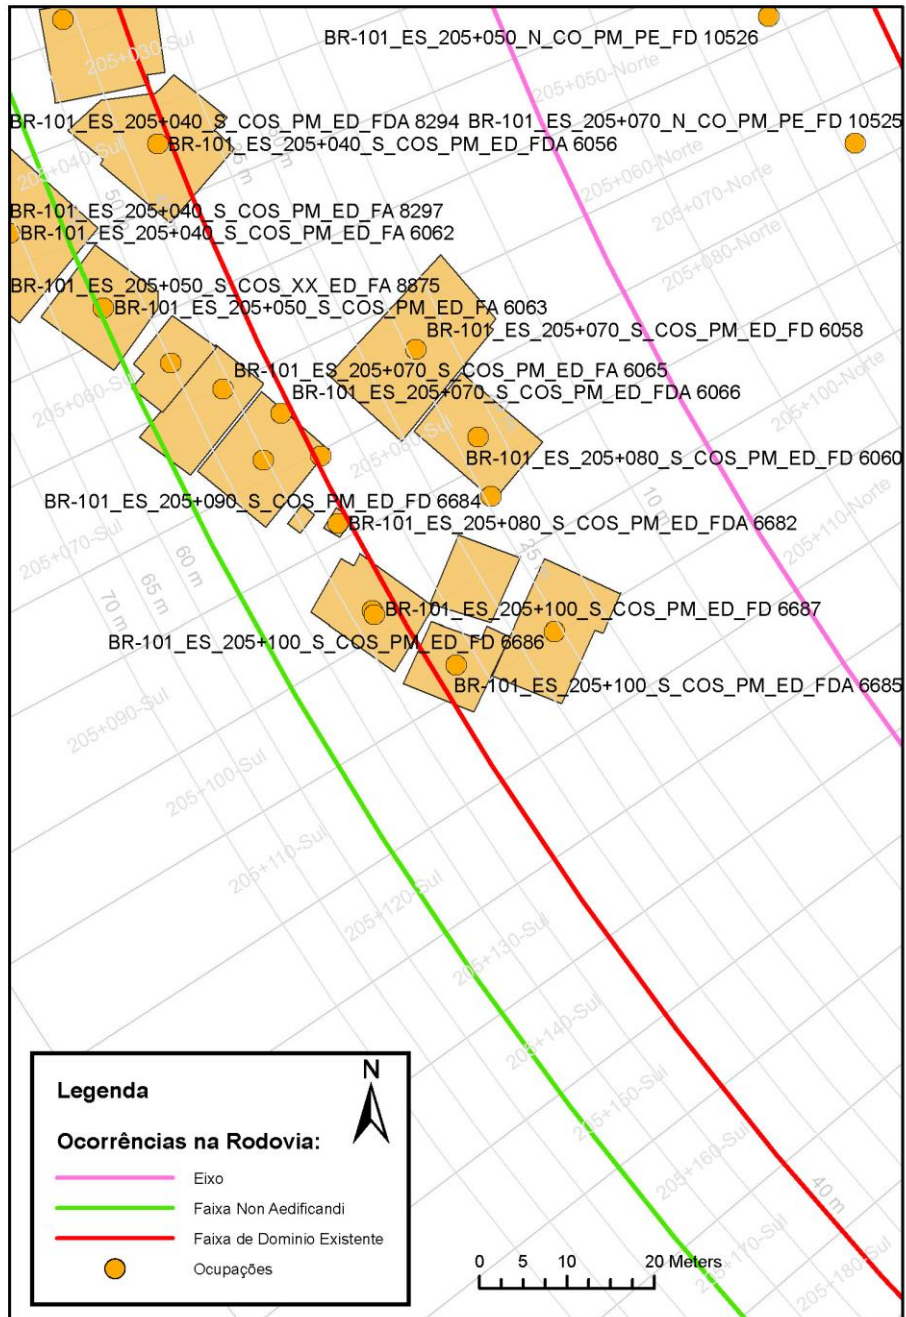 BR-101_ES_205+050_N_CO_PM_PE_FD 10526
205+030-Sul
205+050-Norte
BR-101_ES_205+040_S_COS_PM_ED_FDA 8294
BR-101_ES_205+070_N_CO_PM_PE_FD 10525
BR-101_ES_205+040_S_COS_PM_ED_FDA 6056
205+040-Sul
205+060-Norte
205+070-Norte
BR-101_ES_205+040_S_COS_PM_ED_FA 8297
BR-101_ES_205+040_S_COS_PM_ED_FA 6062
205+080-Norte
BR-101_ES_205+050_S_COS_XX_ED_FA 8875
BR-101_ES_205+050_S_COS_PM_ED_FA 6063
BR-101_ES_205+070_S_COS_PM_ED_FD 6058
BR-101_ES_205+070_S_COS_PM_ED_FA 6065
BR-101_ES_205+070_S_COS_PM_ED_FDA 6066
205+060-Sul
205+100-Norte
205+080-Sul
BR-101_ES_205+080_S_COS_PM_ED_FD 6060
BR-101_ES_205+090_S_COS_PM_ED_FD 6684
BR-101_ES_205+080_S_COS_PM_ED_FDA 6682
10 m
205+110-Norte
205+070-Sul
25 m
60 m
65 m
70 m
BR-101_ES_205+100_S_COS_PM_ED_FD 6687
BR-101_ES_205+100_S_COS_PM_ED_FD 6686
BR-101_ES_205+100_S_COS_PM_ED_FDA 6685
205+090-Sul
205+100-Sul
205+110-Sul
205+120-Sul
205+130-Sul
205+140-Sul
205+150-Sul
205+160-Sul
40 m
205+170-Sul
205+180-Sul
N
Legenda
Ocorrências na Rodovia:
Eixo
Faixa Non Aedificandi
Faixa de Dominio Existente
Ocupações
0 5 10 20 Meters